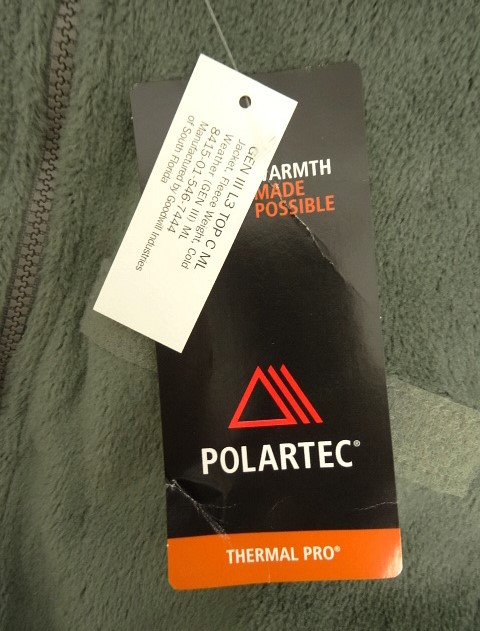 GEN III L3 TOP C ML
Jacket, Fleece Weight, Cold
Weather (GEN III) ML
8415-01-546-7444
Manufactured by Goodwill Industries
of South Florida
ARMTH
MADE
POSSIBLE
POLARTEC®
THERMAL PRO®